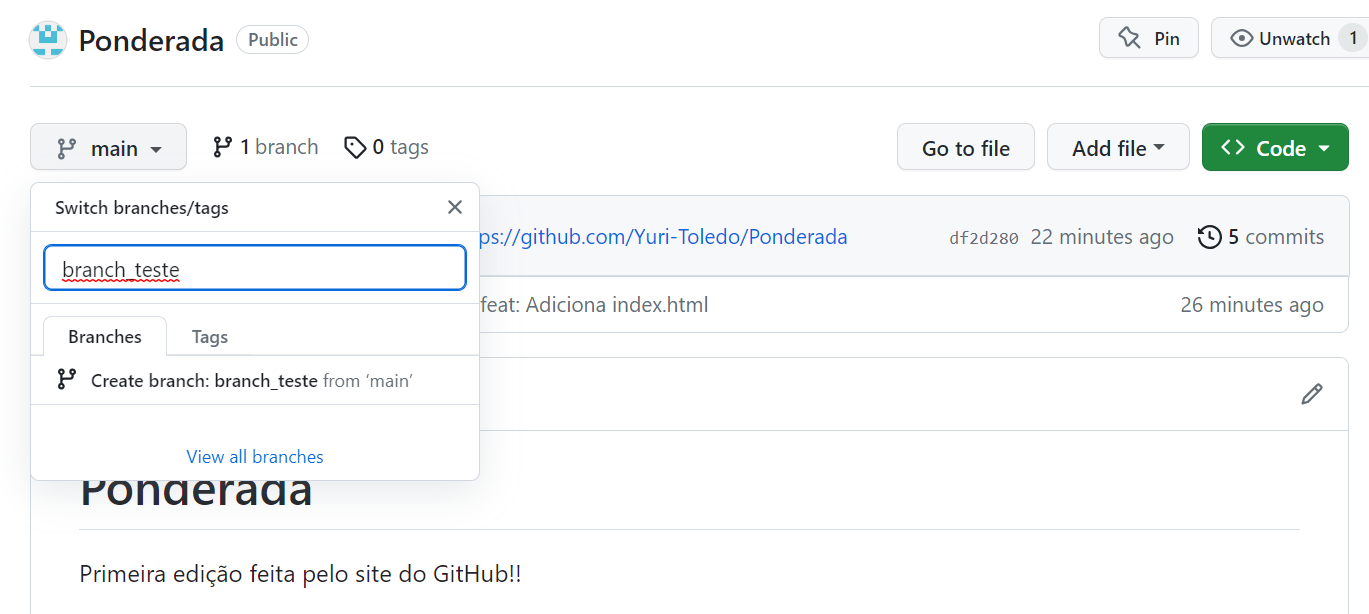 Ponderada Public Pin Unwatch 1
main 1 branch 0 tags Go to file Add file Code
Switch branches/tags
ps://github.com/Yuri-Toledo/Ponderada df2d280 22 minutes ago 5 commits
branch_teste
feat: Adiciona index.html 26 minutes ago
Branches Tags
Create branch: branch_teste from ‘main’
View all branches
Ponderada
Primeira edição feita pelo site do GitHub!!